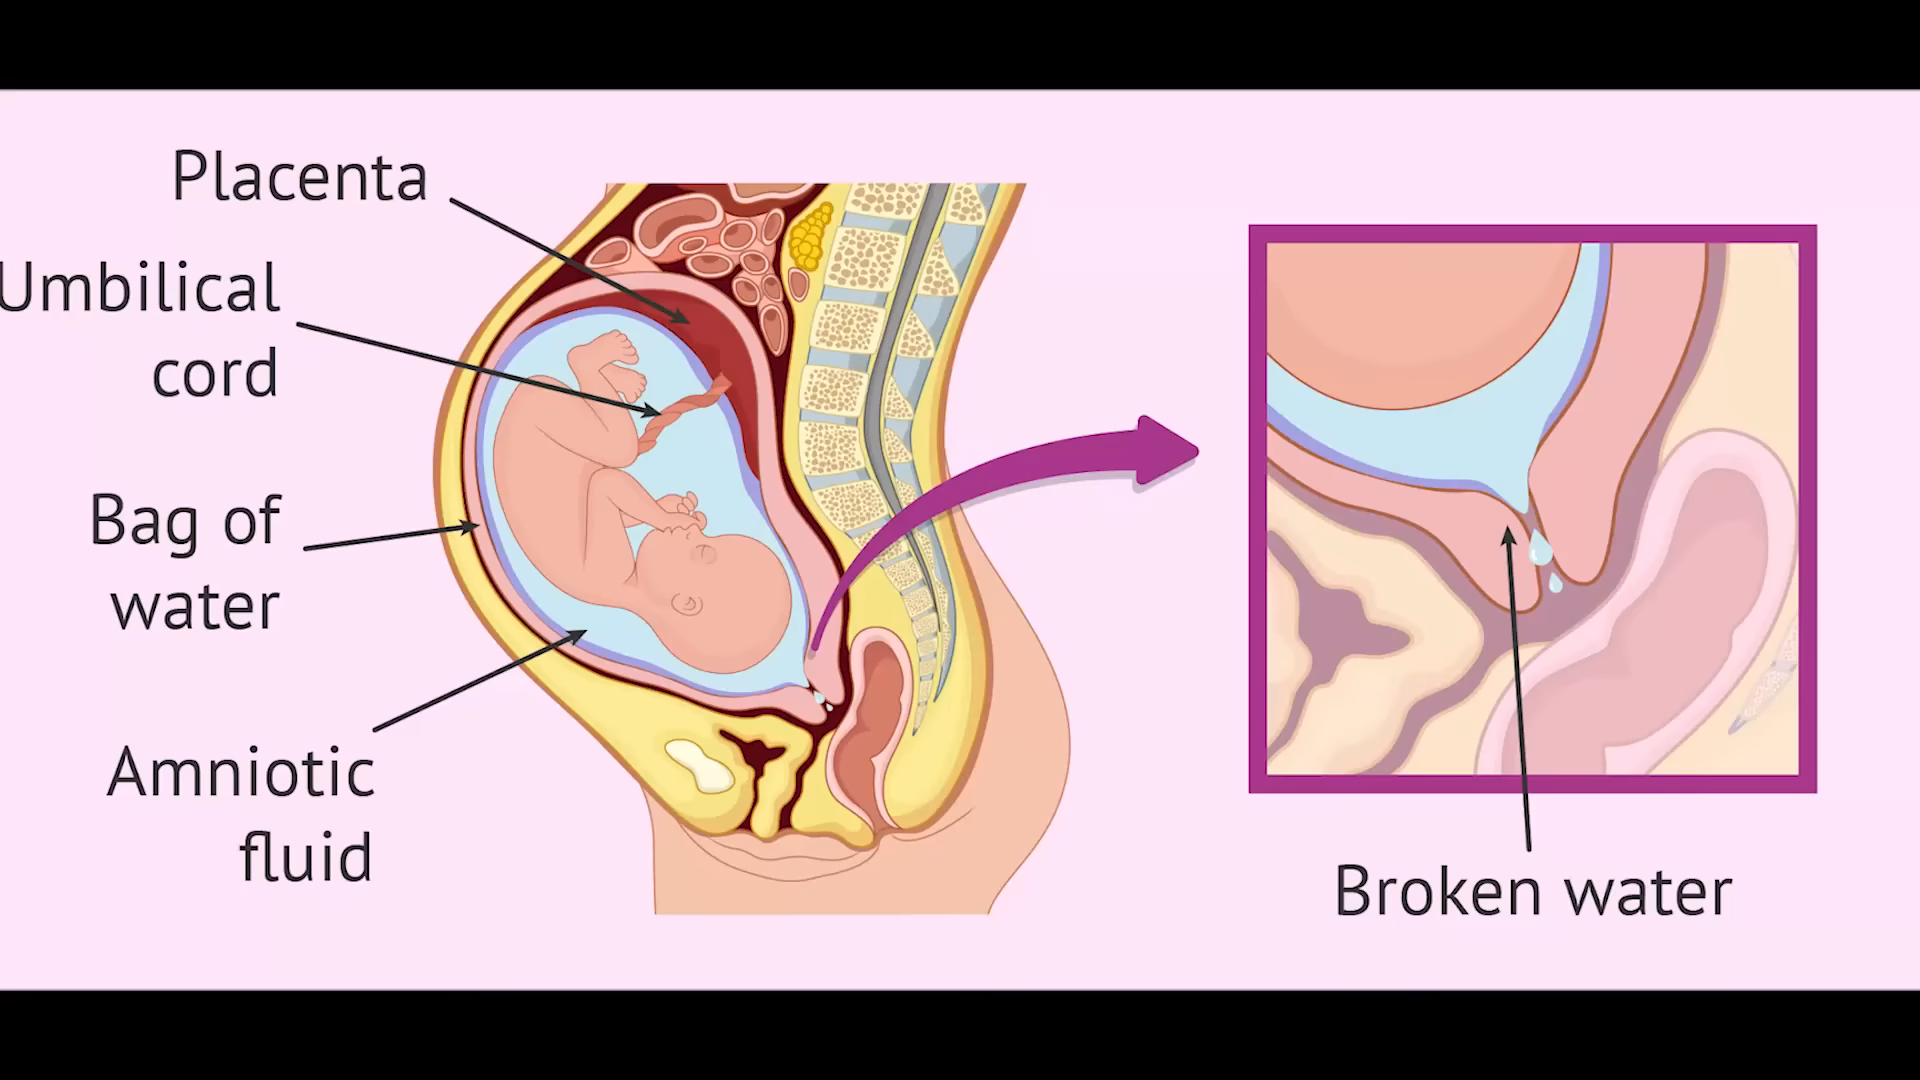 Placenta
Umbilical
cord
Bag of
water
Amniotic
fluid
Broken water